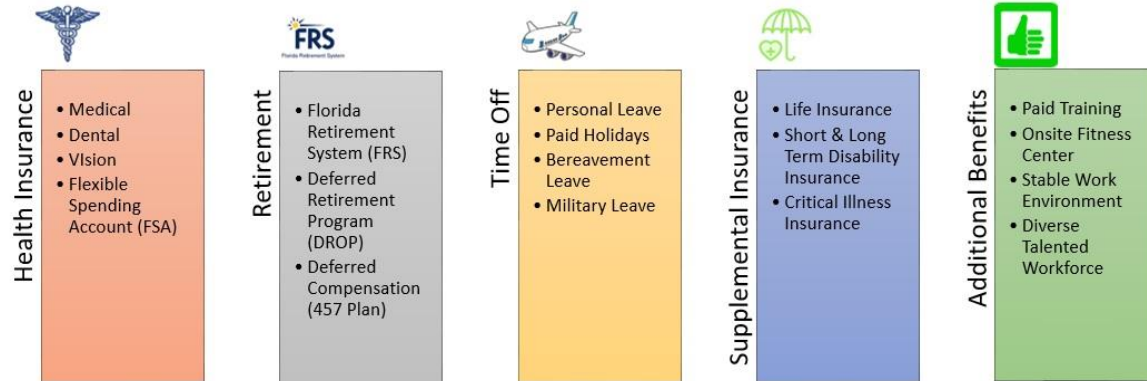 FRS
Florida Retirement System
Health Insurance
• Medical
• Dental
• VIsion
• Flexible
Spending
Account (FSA)
Retirement
• Florida
Retirement
System (FRS)
• Deferred
Retirement
Program
(DROP)
• Deferred
Compensation
(457 Plan)
Time Off
• Personal Leave
• Paid Holidays
• Bereavement
Leave
• Military Leave
Supplemental Insurance
• Life Insurance
• Short & Long
Term Disability
Insurance
• Critical Illness
Insurance
Additional Benefits
• Paid Training
• Onsite Fitness
Center
• Stable Work
Environment
• Diverse
Talented
Workforce